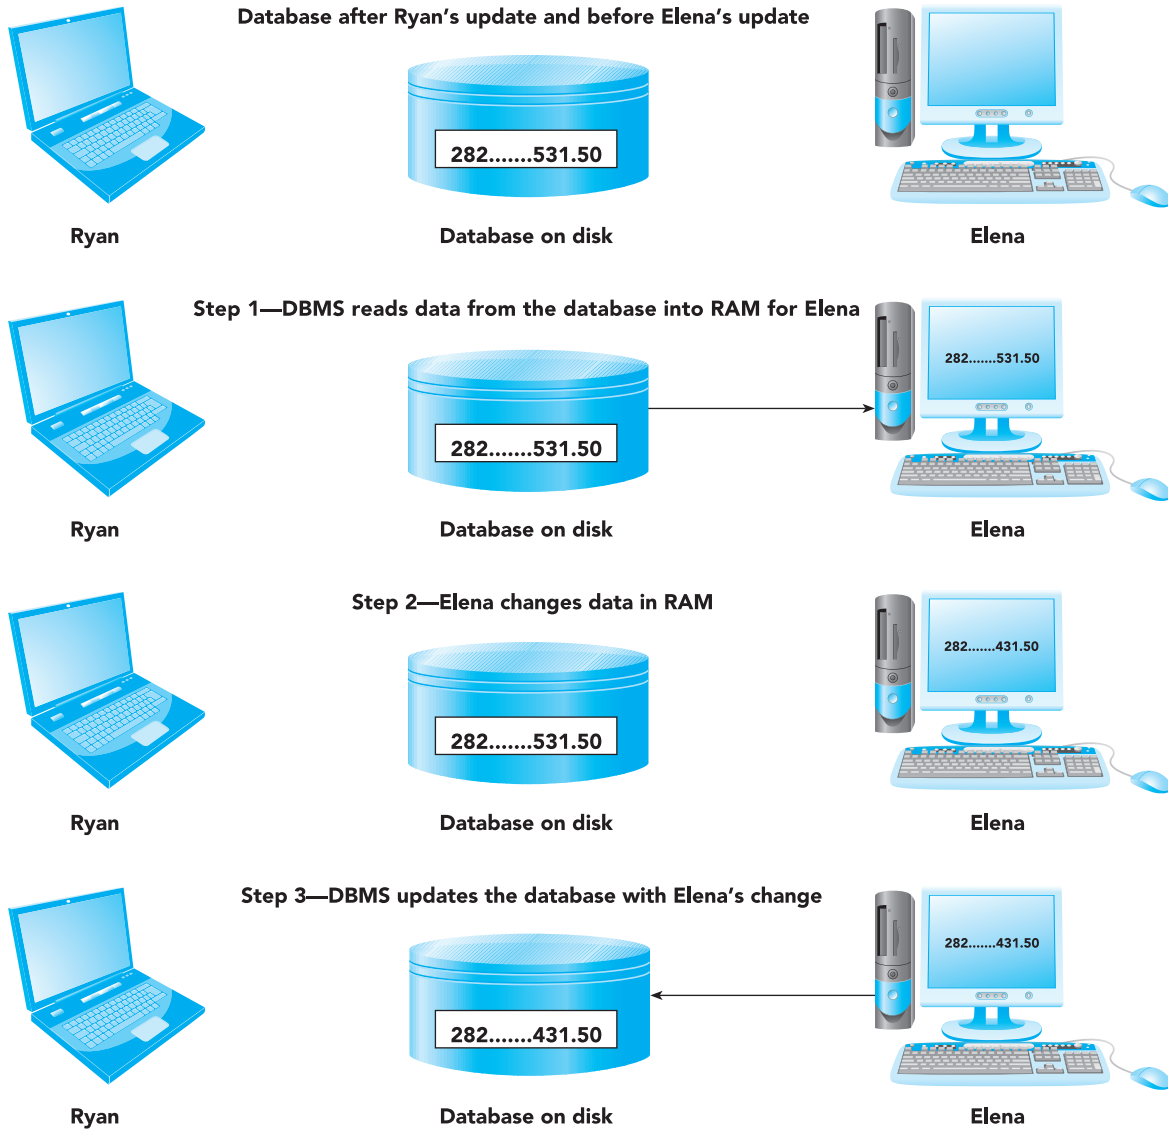 Database after Ryan’s update and before Elena’s update
282.......531.50
Ryan
Database on disk
Elena
Step 1—DBMS reads data from the database into RAM for Elena
282.......531.50
282.......531.50
Ryan
Database on disk
Elena
Step 2—Elena changes data in RAM
282.......431.50
282.......531.50
Ryan
Database on disk
Elena
Step 3—DBMS updates the database with Elena’s change
282.......431.50
282.......431.50
Ryan
Database on disk
Elena